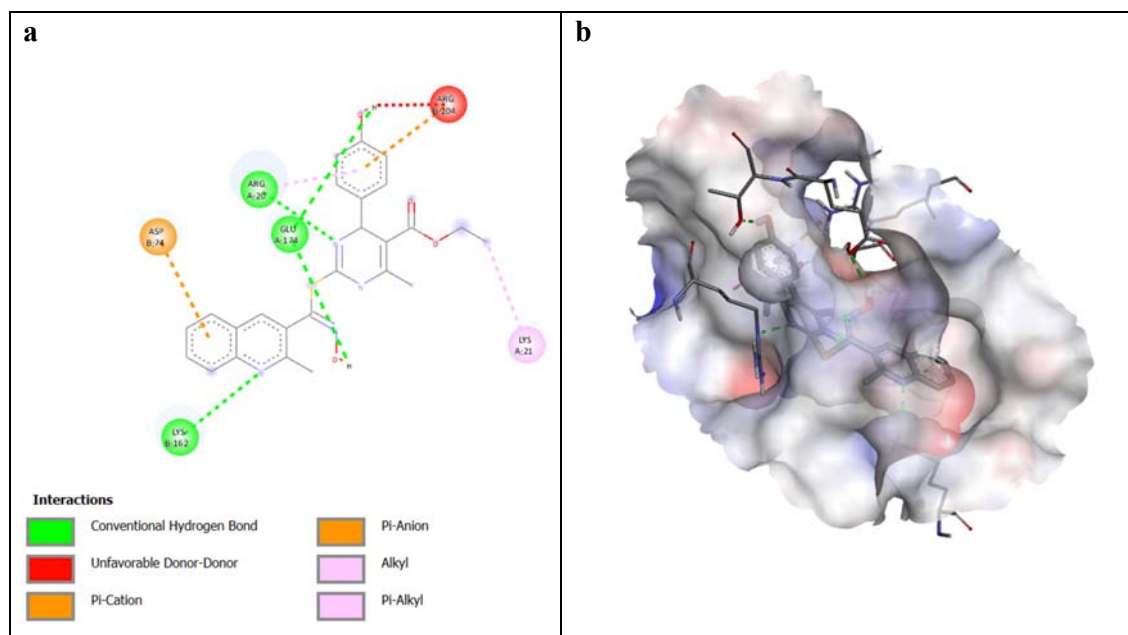 a
b
ARG
B:204
ARG
A:20
GLU
A:174
ASP
B:74
LYS
A:21
LYS
B:162
H
O
N
N
O
O
S
N
O
H
N
Interactions
Conventional Hydrogen Bond
Pi-Anion
Unfavorable Donor-Donor
Alkyl
Pi-Cation
Pi-Alkyl